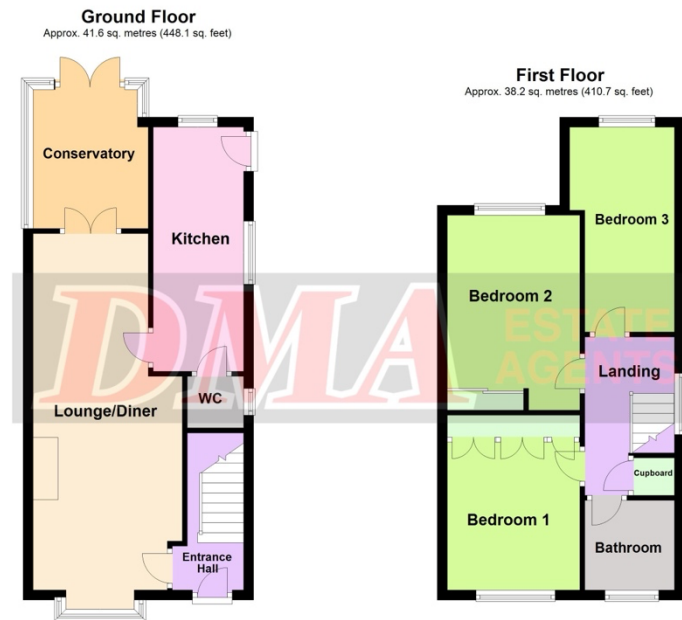 Ground Floor
Approx. 41.6 sq. metres (448.1 sq. feet)
Conservatory
Kitchen
WC
Lounge/Diner
Entrance
Hall
First Floor
Approx. 38.2 sq. metres (410.7 sq. feet)
Bedroom 3
Bedroom 2
Landing
Cupboard
Bedroom 1
Bathroom
DMA
ESTATE
AGENTS